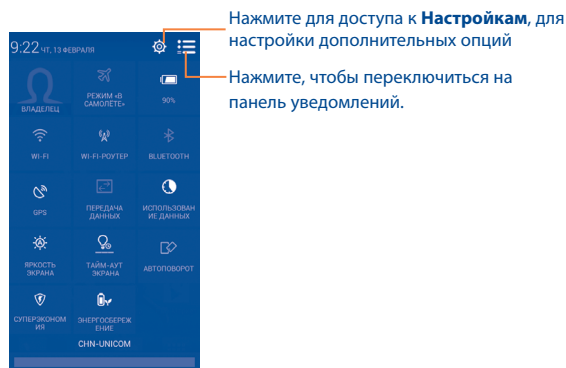 Нажмите для доступа к Настройкам, для
настройки дополнительных опций
Нажмите, чтобы переключиться на
панель уведомлений.
9:22 ЧТ, 13 ФЕВРАЛЯ
ВЛАДЕЛЕЦ
РЕЖИМ «В
САМОЛЕТЕ»
90%
WI-FI
WI-FI-РОУТЕР
BLUETOOTH
GPS
ПЕРЕДАЧА
ДАННЫХ
ИСПОЛЬЗОВАН
ИЕ ДАННЫХ
ЯРКОСТЬ
ЭКРАНА
ТАЙМ-АУТ
ЭКРАНА
АВТОПОВОРОТ
СУПЕРЭКОНОМ
ИЯ
ЭНЕРГОСБЕРЕЖ
ЕНИЕ
CHN-UNICOM